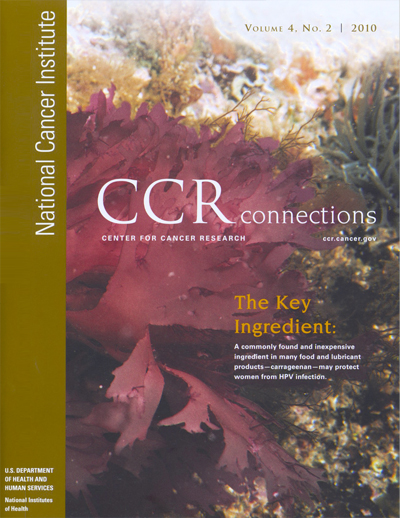 VOLUME 4, NO. 2 | 2010
National Cancer Institute
CCR connections
CENTER FOR CANCER RESEARCH
ccr.cancer.gov
The Key
Ingredient:
A commonly found and inexpensive
ingredient in many food and lubricant
products—carrageenan—may protect
women from HPV infection.
U.S. DEPARTMENT
OF HEALTH AND
HUMAN SERVICES
National Institutes
of Health